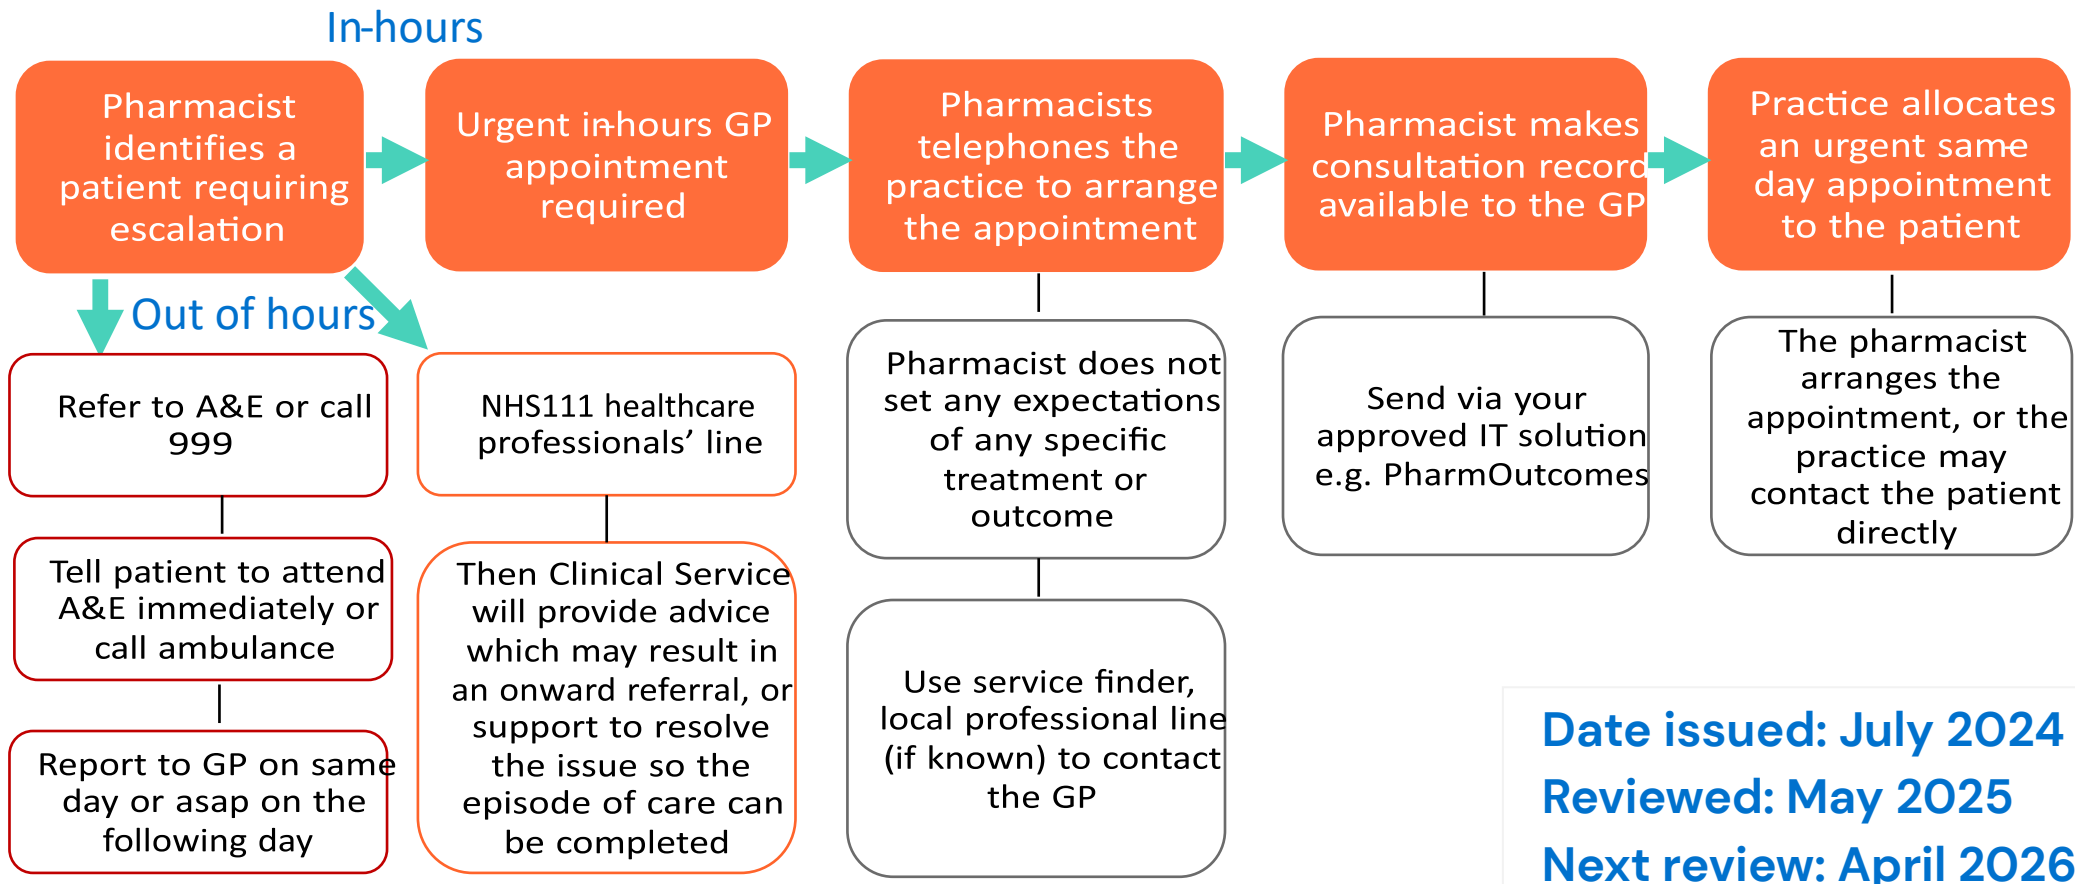 In-hours
Pharmacist
identifies a
patient requiring
escalation
Urgent in-hours GP
appointment
required
Pharmacists
telephones the
practice to arrange
the appointment
Pharmacist makes
consultation record
available to the GP
Practice allocates
an urgent same-
day appointment
to the patient
Out of hours
Refer to A&E or call
999
Tell patient to attend
A&E immediately or
call ambulance
Report to GP on same
day or asap on the
following day
NHS111 healthcare
professionals’ line
Then Clinical Service
will provide advice
which may result in
an onward referral, or
support to resolve
the issue so the
episode of care can
be completed
Pharmacist does not
set any expectations
of any specific
treatment or
outcome
Use service finder,
local professional line
(if known) to contact
the GP
Send via your
approved IT solution
e.g. PharmOutcomes
The pharmacist
arranges the
appointment, or the
practice may
contact the patient
directly
Date issued: July 2024
Reviewed: May 2025
Next review: April 2026